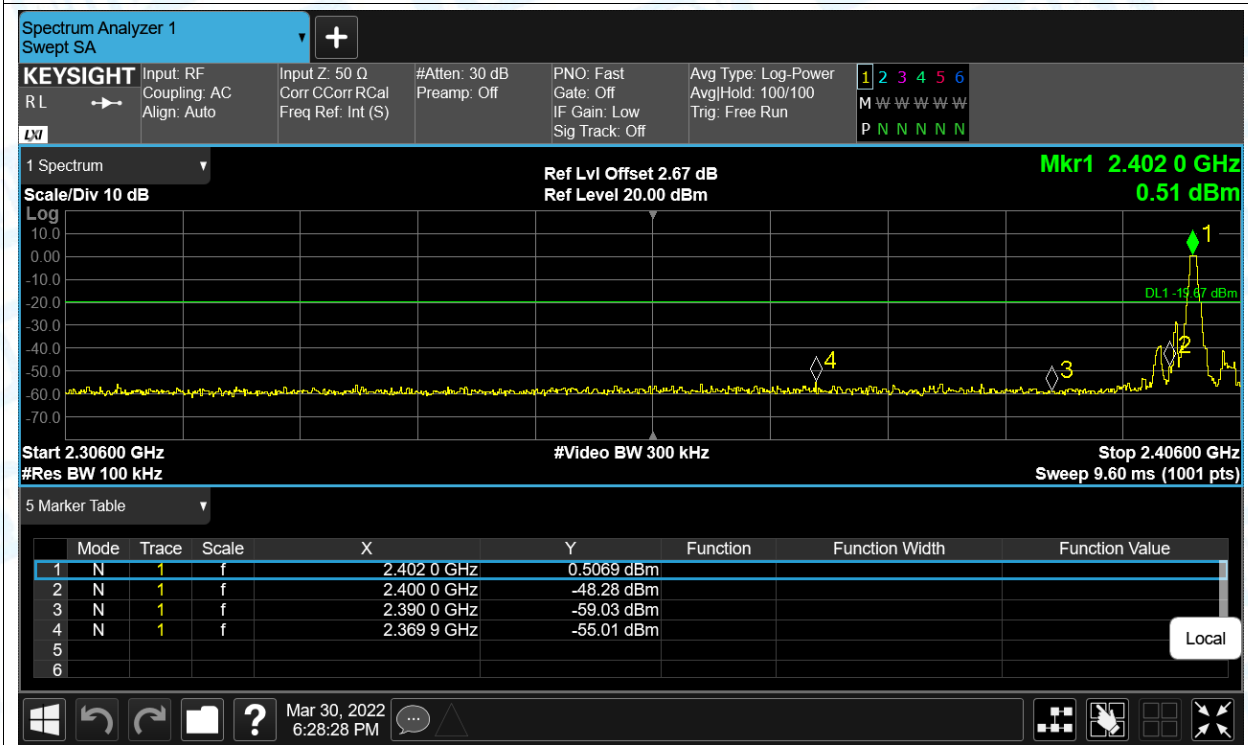 Spectrum Analyzer 1
Swept SA
KEYSIGHT
R L
LXI
Input: RF
Coupling: AC
Align: Auto
Input Z: 50 Ω
Corr CCorr RCal
Freq Ref: Int (S)
#Atten: 30 dB
Preamp: Off
PNO: Fast
Gate: Off
IF Gain: Low
Sig Track: Off
Avg Type: Log-Power
Avg|Hold: 100/100
Trig: Free Run
1 2 3 4 5 6
M W W W W W
P N N N N N
1 Spectrum
Scale/Div 10 dB
Ref Lvl Offset 2.67 dB
Ref Level 20.00 dBm
Mkr1 2.402 0 GHz
0.51 dBm
Log
10.0
0.00
-10.0
-20.0
-30.0
-40.0
-50.0
-60.0
-70.0
1
DL1 -19.67 dBm
2
4
3
Start 2.30600 GHz
#Video BW 300 kHz
Stop 2.40600 GHz
#Res BW 100 kHz
Sweep 9.60 ms (1001 pts)
5 Marker Table
Mode Trace Scale X Y Function Function Width Function Value
1 N 1 f 2.402 0 GHz 0.5069 dBm
2 N 1 f 2.400 0 GHz -48.28 dBm
3 N 1 f 2.390 0 GHz -59.03 dBm
4 N 1 f 2.369 9 GHz -55.01 dBm
5
6
Local
?
Mar 30, 2022
6:28:28 PM